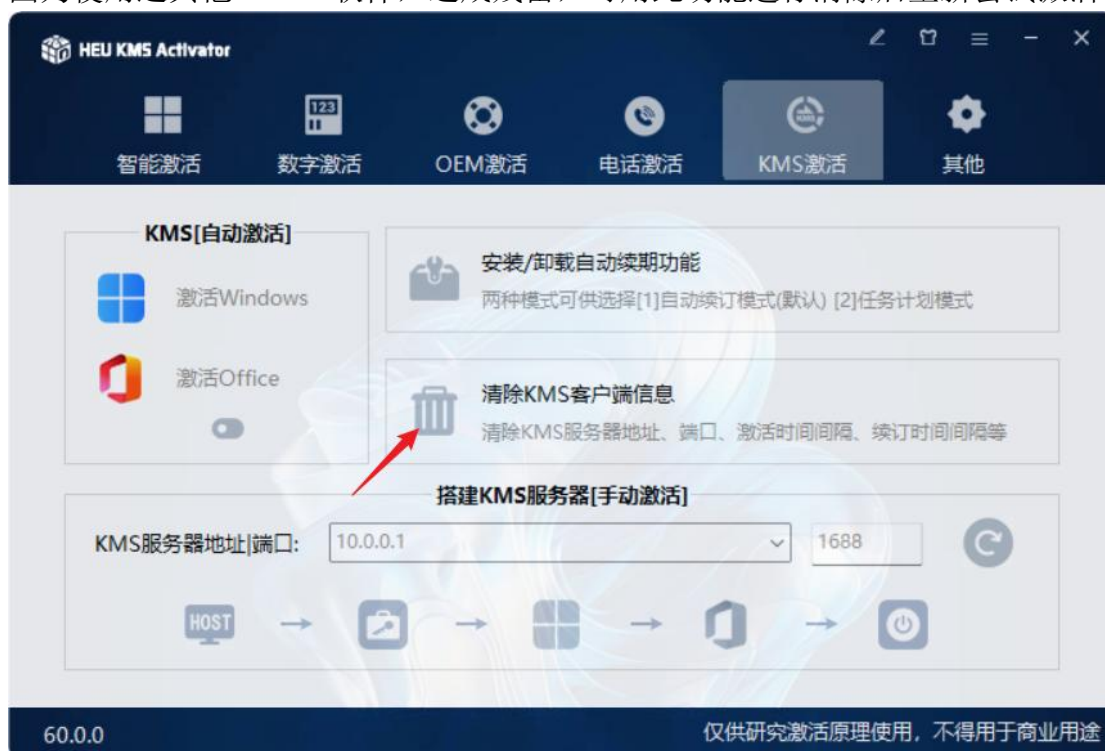 HEU KMS Activator
智能激活
数字激活
OEM激活
电话激活
KMS激活
其他
KMS[自动激活]
激活Windows
激活Office
安装/卸载自动续期功能
两种模式可供选择[1]自动续订模式(默认) [2]任务计划模式
清除KMS客户端信息
清除KMS服务器地址、端口、激活时间间隔、续订时间间隔等
搭建KMS服务器[手动激活]
KMS服务器地址|端口:
10.0.0.1
1688
HOST
60.0.0
仅供研究激活原理使用，不得用于商业用途